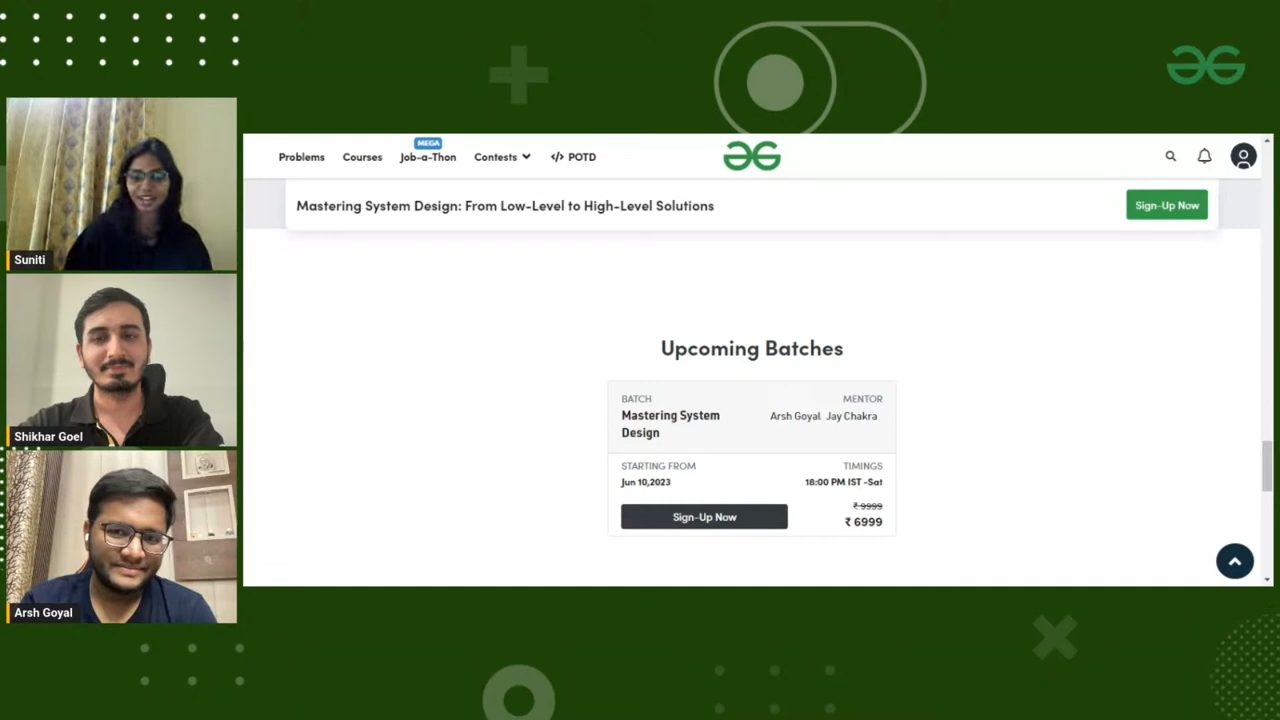 Suniti
Shikhar Goel
Arsh Goyal
Problems
Courses
MEGA
Job-a-Thon
Contests
</> POTD
Mastering System Design: From Low-Level to High-Level Solutions
Sign-Up Now
Upcoming Batches
BATCH
Mastering System
Design
MENTOR
Arsh Goyal Jay Chakra
STARTING FROM
Jun 10,2023
TIMINGS
18:00 PM IST -Sat
Sign-Up Now
₹ 9999
₹ 6999